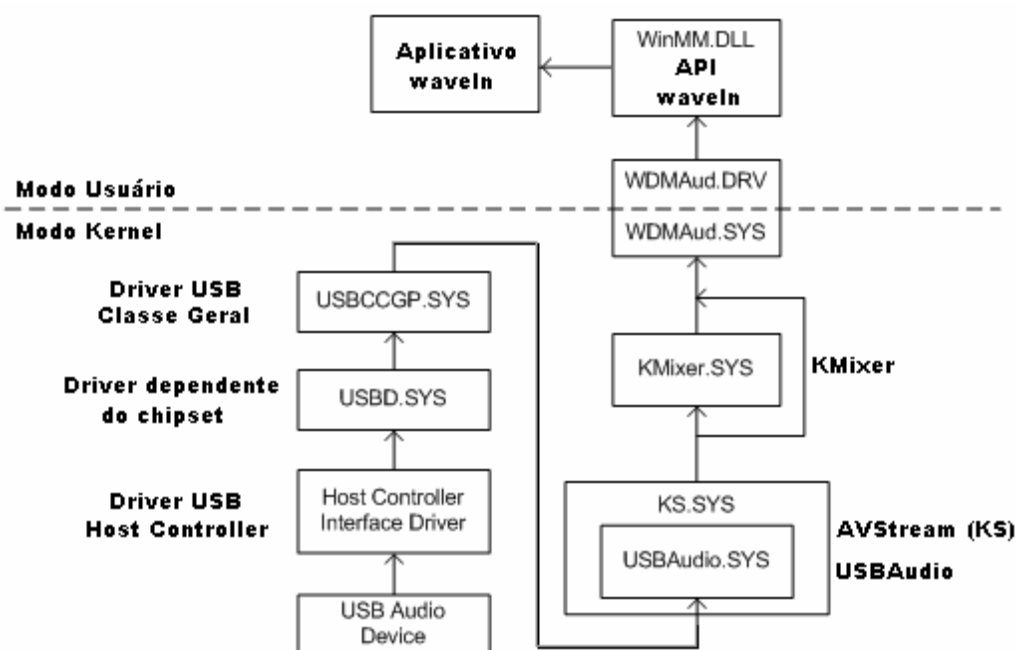 Aplicativo
waveIn
WinMM.DLL
API
waveIn
Modo Usuário
WDMAud.DRV
Modo Kernel
WDMAud.SYS
Driver USB
Classe Geral
USBCCGP.SYS
KMixer.SYS
KMixer
Driver dependente
do chipset
USBD.SYS
Driver USB
Host Controller
Host Controller
Interface Driver
KS.SYS
USBAudio.SYS
AVStream (KS)
USBAudio
USB Audio
Device